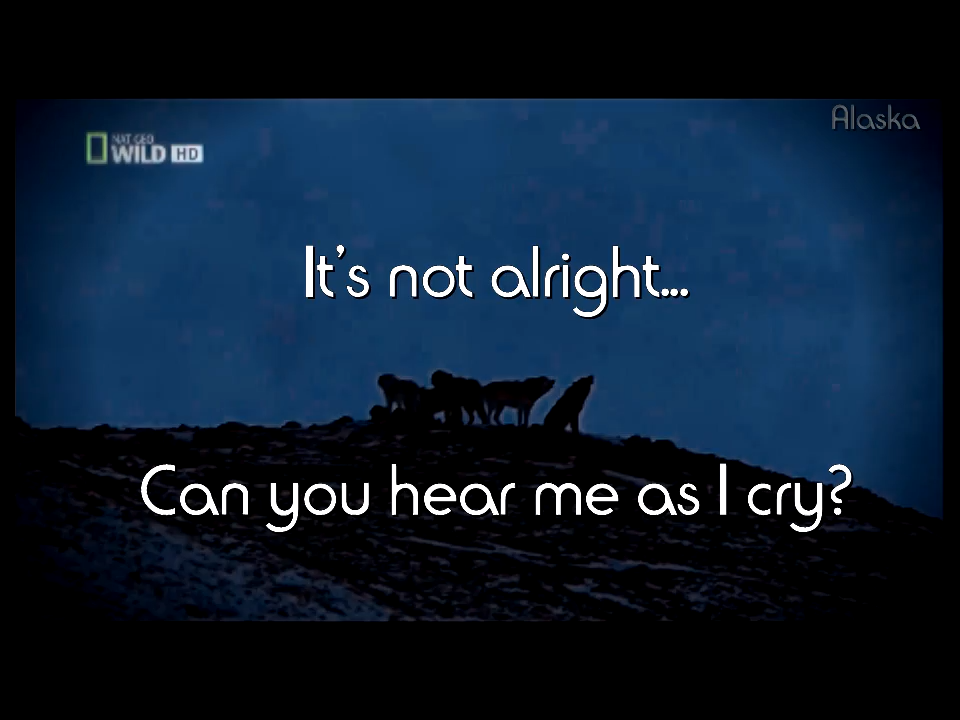 Alaska
NAT GEO
WILD HD
It's not alright...
Can you hear me as I cry?